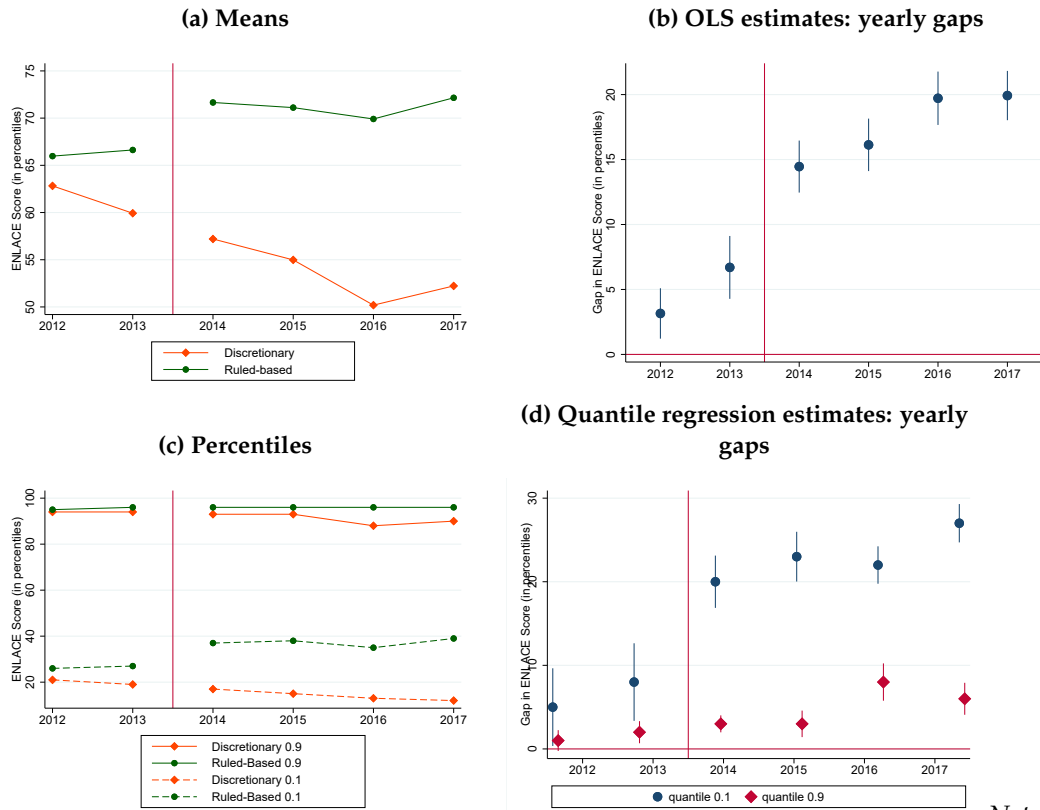 (a) Means
ENLACE Score (in percentiles)
75
70
65
60
55
50
2012 2013 2014 2015 2016 2017
Discretionary
Ruled-based
(b) OLS estimates: yearly gaps
Gap in ENLACE Score (in percentiles)
20
15
10
5
0
2012 2013 2014 2015 2016 2017
(c) Percentiles
ENLACE Score (in percentiles)
100
80
60
40
20
2012 2013 2014 2015 2016 2017
Discretionary 0.9
Ruled-Based 0.9
Discretionary 0.1
Ruled-Based 0.1
(d) Quantile regression estimates: yearly
gaps
Gap in ENLACE Score (in percentiles)
30
20
10
0
2012 2013 2014 2015 2016 2017
quantile 0.1 quantile 0.9